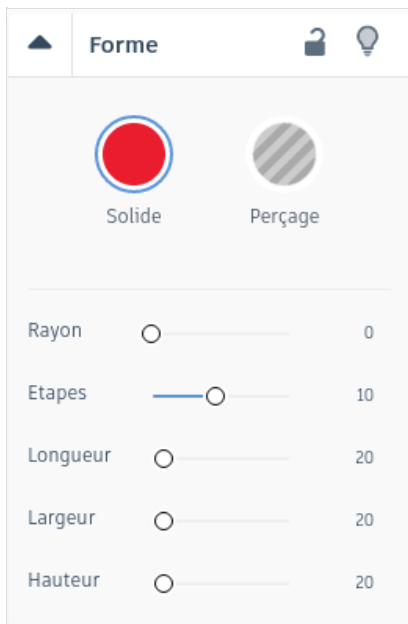 Forme
Solide Perçage
Rayon 0
Etapes 10
Longueur 20
Largeur 20
Hauteur 20